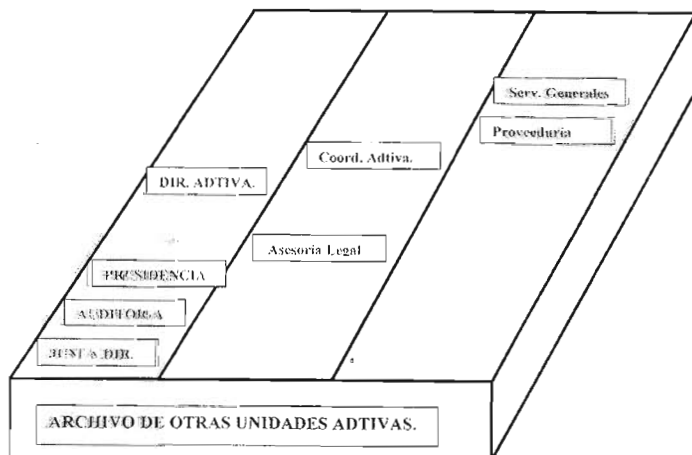 Serv. Generales
Proveeduría
Coord. Adtiva.
DIR. ADTIVA.
Asesoría Legal
PRESIDENCIA
AUDITORIA
JUNTA DIR.
ARCHIVO DE OTRAS UNIDADES ADTIVAS.